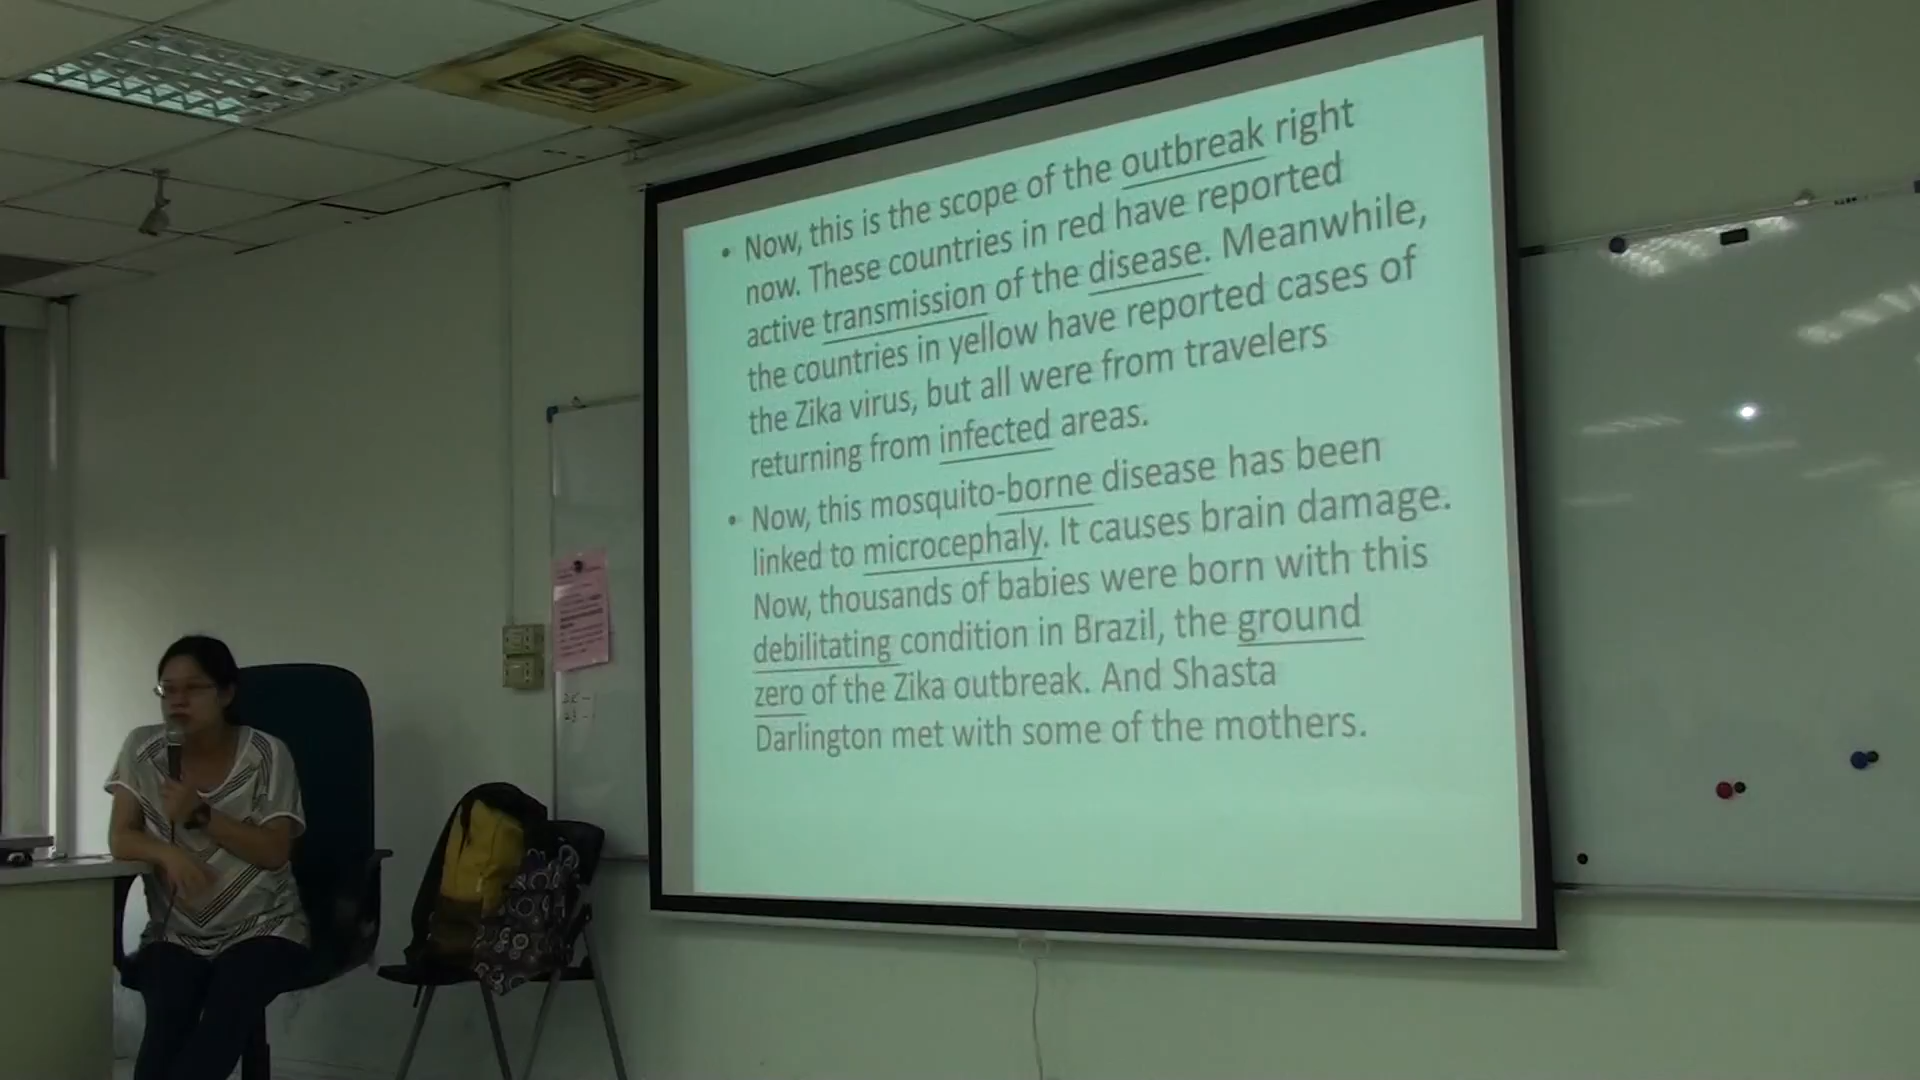 • Now, this is the scope of the outbreak right
now. These countries in red have reported
active transmission of the disease. Meanwhile,
the countries in yellow have reported cases of
the Zika virus, but all were from travelers
returning from infected areas.
• Now, this mosquito-borne disease has been
linked to microcephaly. It causes brain damage.
Now, thousands of babies were born with this
debilitating condition in Brazil, the ground
zero of the Zika outbreak. And Shasta
Darlington met with some of the mothers.